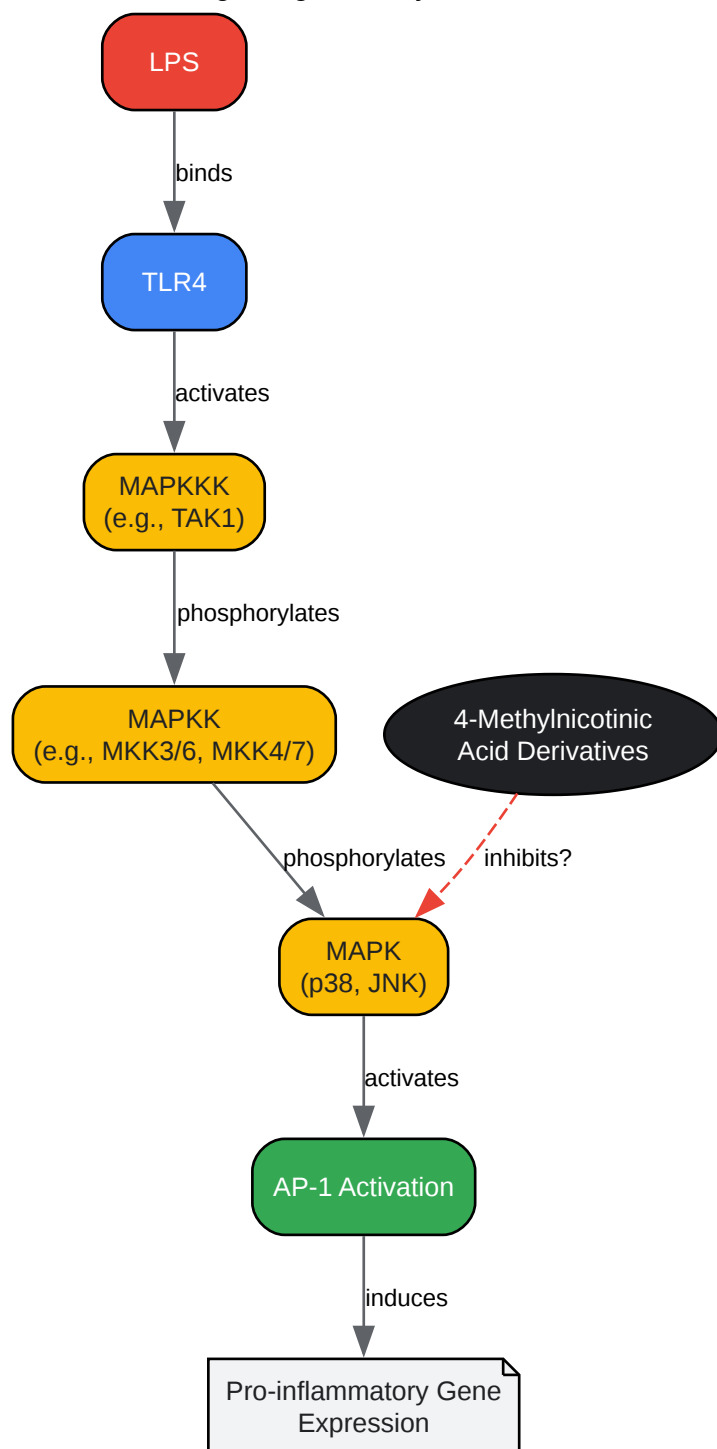 LPS
binds
TLR4
activates
MAPKKK
(e.g., TAK1)
phosphorylates
MAPKK
(e.g., MKK3/6, MKK4/7)
4-Methylnicotinic
Acid Derivatives
phosphorylates
inhibits?
MAPK
(p38, JNK)
activates
AP-1 Activation
induces
Pro-inflammatory Gene
Expression